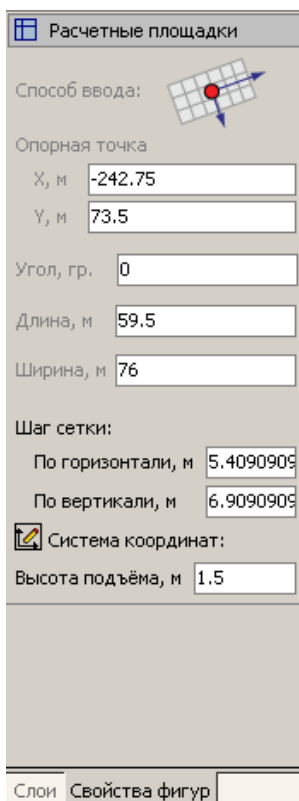 Расчетные площадки
Способ ввода:
Опорная точка
X, м -242.75
Y, м 73.5
Угол, гр. 0
Длина, м 59.5
Ширина, м 76
Шаг сетки:
По горизонтали, м 5.4090909
По вертикали, м 6.9090909
Система координат:
Высота подъёма, м 1.5
Слои Свойства фигур